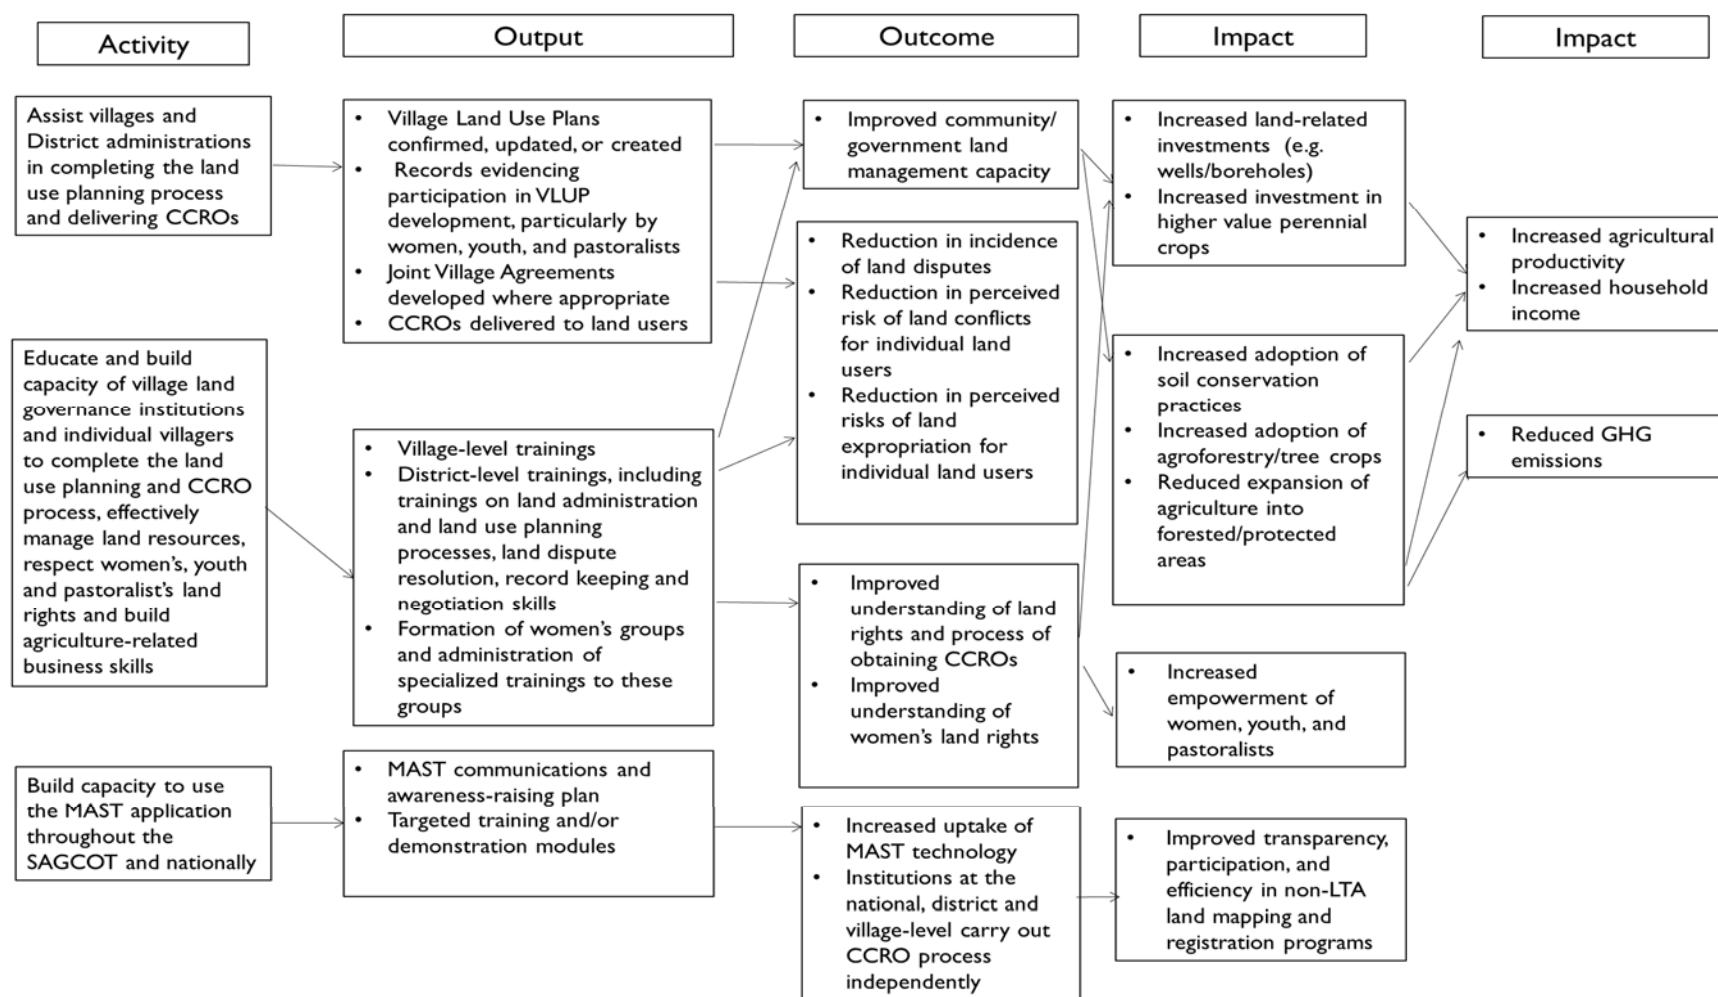 Activity
Output
Outcome
Impact
Impact
Assist villages and
District administrations
in completing the land
use planning process
and delivering CCROs
Educate and build
capacity of village land
governance institutions
and individual villagers
to complete the land
use planning and CCRO
process, effectively
manage land resources,
respect women's, youth
and pastoralist's land
rights and build
agriculture-related
business skills
Build capacity to use
the MAST application
throughout the
SAGCOT and nationally
• Village Land Use Plans
confirmed, updated, or created
• Records evidencing
participation in VLUP
development, particularly by
women, youth, and pastoralists
• Joint Village Agreements
developed where appropriate
• CCROs delivered to land users
• Village-level trainings
• District-level trainings, including
trainings on land administration
and land use planning
processes, land dispute
resolution, record keeping and
negotiation skills
• Formation of women's groups
and administration of
specialized trainings to these
groups
• MAST communications and
awareness-raising plan
• Targeted training and/or
demonstration modules
• Improved community/
government land
management capacity
• Reduction in incidence
of land disputes
• Reduction in perceived
risk of land conflicts
for individual land
users
• Reduction in perceived
risks of land
expropriation for
individual land users
• Improved
understanding of land
rights and process of
obtaining CCROs
• Improved
understanding of
women's land rights
• Increased uptake of
MAST technology
• Institutions at the
national, district and
village-level carry out
CCRO process
independently
• Increased land-related
investments (e.g.
wells/boreholes)
• Increased investment in
higher value perennial
crops
• Increased adoption of
soil conservation
practices
• Increased adoption of
agroforestry/tree crops
• Reduced expansion of
agriculture into
forested/protected
areas
• Increased
empowerment of
women, youth, and
pastoralists
• Improved transparency,
participation, and
efficiency in non-LTA
land mapping and
registration programs
• Increased agricultural
productivity
• Increased household
income
• Reduced GHG
emissions